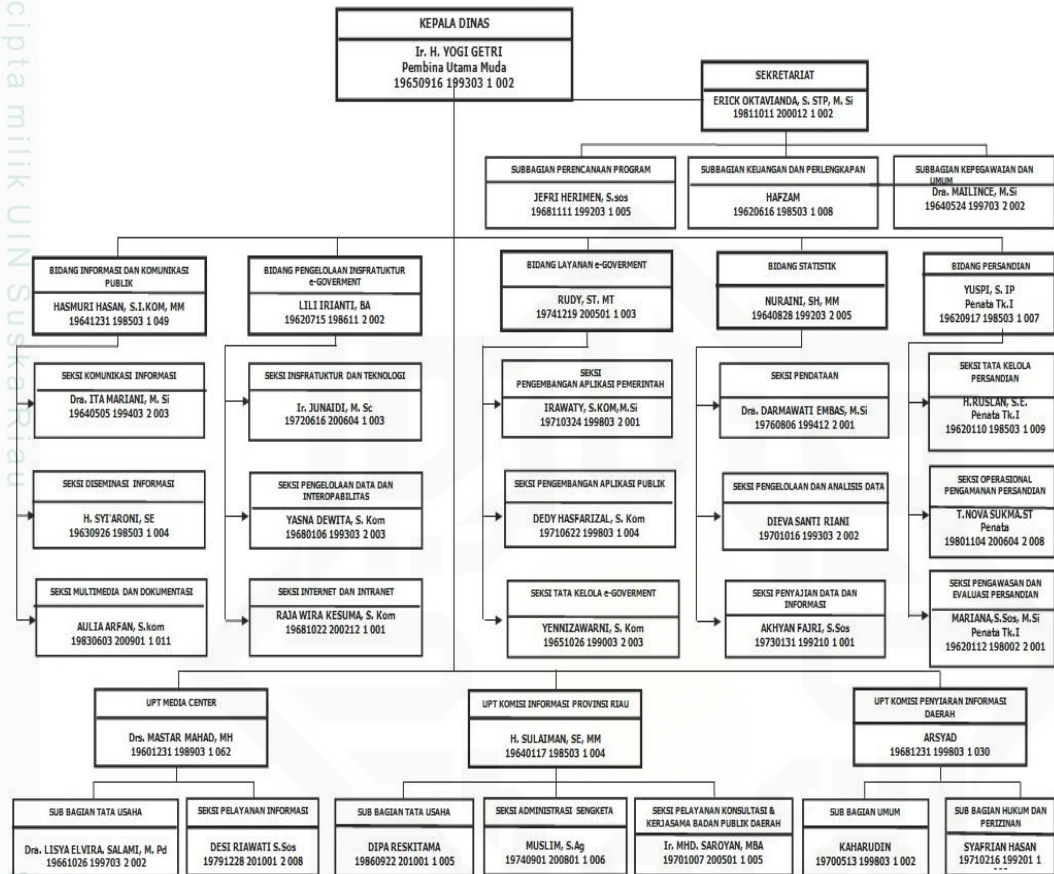 cipta milik UIN Suska Riau
KEPALA DINAS
Ir. H. YOGI GETRI
Pembina Utama Muda
19650916 199303 1 002
SEKRETARIAT
ERICK OKTAVIANDA, S. STP, M. Si
19811011 200012 1 002
SUBBAGIAN PERENCANAAN PROGRAM
JEFRI HERIMEN, S.sos
19681111 199203 1 005
SUBBAGIAN KEUANGAN DAN PERLENGKAPAN
HAFZAM
19620616 198503 1 008
SUBBAGIAN KEPEGAWAIAN DAN
UMUM
Dra. MAILINCE, M.Si
19640524 199703 2 002
BIDANG INFORMASI DAN KOMUNIKASI
PUBLIK
HASMURI HASAN, S.I.KOM, MM
19641231 198503 1 049
BIDANG PENGELOLAAN INSFRATUKTUR
e-GOVERMENT
LILI IRIANTI, BA
19620715 198611 2 002
BIDANG LAYANAN e-GOVERMENT
RUDY, ST. MT
19741219 200501 1 003
BIDANG STATISTIK
NURAINI, SH, MM
19640828 199203 2 005
BIDANG PERSANDIAN
YUSPI, S. IP
Penata Tk.I
19620917 198503 1 007
SEKSI KOMUNIKASI INFORMASI
Dra. ITA MARIANI, M. Si
19640505 199403 2 003
SEKSI INSFRATUKTUR DAN TEKNOLOGI
Ir. JUNAIDI, M. Sc
19720616 200604 1 003
SEKSI
PENGEMBANGAN APLIKASI PEMERINTAH
IRAWATY, S.KOM,M.Si
19710324 199803 2 001
SEKSI PENDATAAN
Dra. DARMAWATI EMBAS, M.Si
19760806 199412 2 001
SEKSI TATA KELOLA
PERSANDIAN
H.RUSLAN, S.E.
Penata Tk.I
19620110 198503 1 009
SEKSI DISEMINASI INFORMASI
H. SYI'ARONI, SE
19630926 198503 1 004
SEKSI PENGELOLAAN DATA DAN
INTEROPABILITAS
YASNA DEWITA, S. Kom
19680106 199303 2 003
SEKSI PENGEMBANGAN APLIKASI PUBLIK
DEDY HASFARIZAL, S. Kom
19710622 199803 1 004
SEKSI PENGELOLAAN DAN ANALISIS DATA
DIEVA SANTI RIANI
19701016 199303 2 002
SEKSI OPERASIONAL
PENGAMANAN PERSANDIAN
T.NOVA SUKMA.ST
Penata
19801104 200604 2 008
SEKSI MULTIMEDIA DAN DOKUMENTASI
AULIA ARFAN, S.kom
19830603 200901 1 011
SEKSI INTERNET DAN INTRANET
RAJA WIRA KESUMA, S. Kom
19681022 200212 1 001
SEKSI TATA KELOLA e-GOVERMENT
YENNIZAWARNI, S. Kom
19651026 199003 2 003
SEKSI PENYAJIAN DATA DAN
INFORMASI
AKHYAN FAJRI, S.Sos
19730131 199210 1 001
SEKSI PENGAWASAN DAN
EVALUASI PERSANDIAN
MARIANA,S.Sos, M.Si
Penata Tk.I
19620112 198002 2 001
UPT MEDIA CENTER
Drs. MASTAR MAHAD, MH
19601231 198903 1 062
UPT KOMISI INFORMASI PROVINSI RIAU
H. SULAIMAN, SE, MM
19640117 198503 1 004
UPT KOMISI PENYIARAN INFORMASI
DAERAH
ARSYAD
19681231 199803 1 030
SUB BAGIAN TATA USAHA
Dra. LISYA ELVIRA. SALAMI, M. Pd
19661026 199703 2 002
SEKSI PELAYANAN INFORMASI
DESI RIAWATI S.Sos
19791228 201001 2 008
SUB BAGIAN TATA USAHA
DIPA RESKITAMA
19860922 201001 1 005
SEKSI ADMINISTRASI SENGKETA
MUSLIM, S.Ag
19740901 200801 1 006
SEKSI PELAYANAN KONSULTASI &
KERJASAMA BADAN PUBLIK DAERAH
Ir. MHD. SAROYAN, MBA
19701007 200501 1 005
SUB BAGIAN UMUM
KAHARUDIN
19700513 199803 1 002
SUB BAGIAN HUKUM DAN
PERIZINAN
SYAFRIAN HASAN
19710216 199201 1